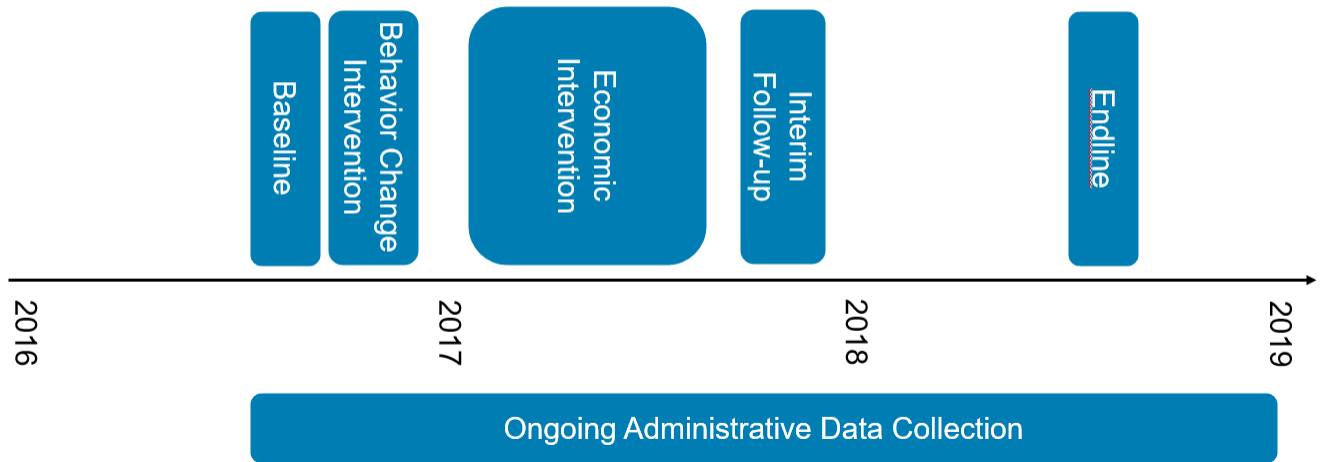 Baseline
Behavior Change
Intervention
Economic
Intervention
Interim
Follow-up
Endline
2016
2017
2018
2019
Ongoing Administrative Data Collection